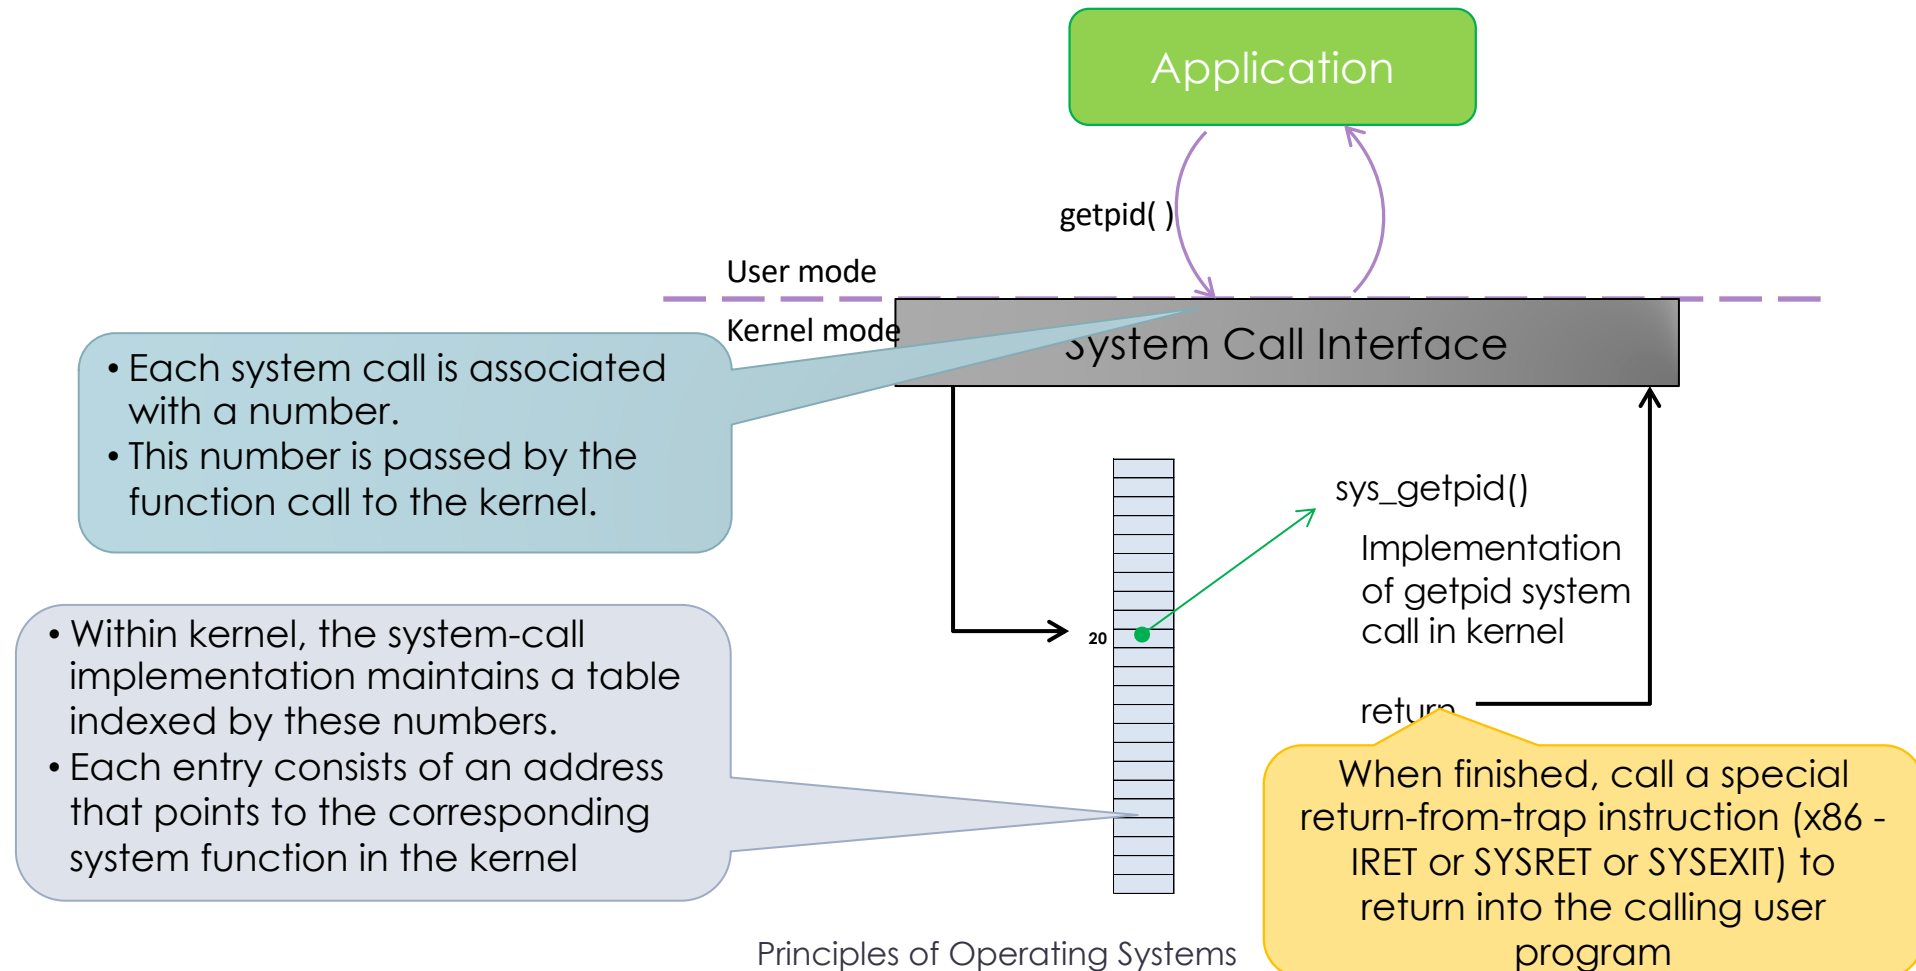 Application
getpid( )
User mode
Kernel mode
System Call Interface
• Each system call is associated
with a number.
• This number is passed by the
function call to the kernel.
sys_getpid()
Implementation
of getpid system
call in kernel
20
• Within kernel, the system-call
implementation maintains a table
indexed by these numbers.
• Each entry consists of an address
that points to the corresponding
system function in the kernel
return
When finished, call a special
return-from-trap instruction (x86 -
IRET or SYSRET or SYSEXIT) to
return into the calling user
program
Principles of Operating Systems